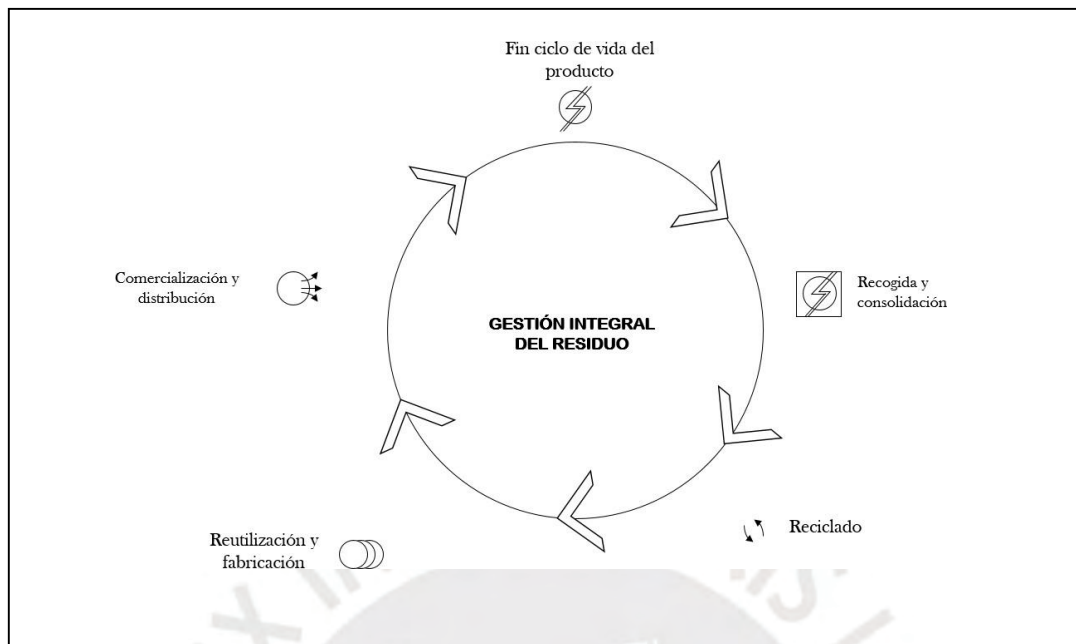 Fin ciclo de vida del
producto
Comercialización y
distribución
Recogida y
consolidación
GESTIÓN INTEGRAL
DEL RESIDUO
Reutilización y
fabricación
Reciclado